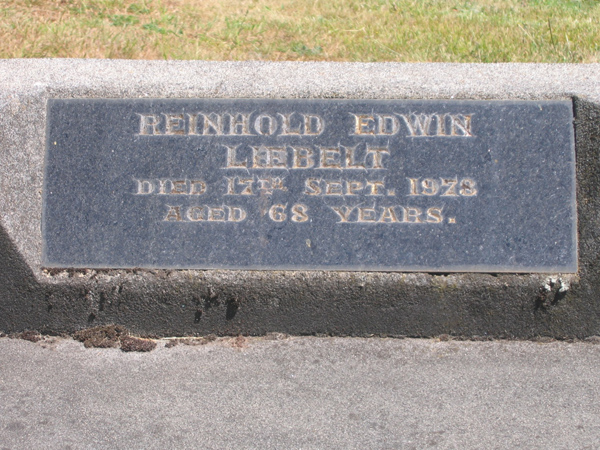 REINHOLD EDWIN
LIEBELT
DIED 17TH SEPT. 1978
AGED 68 YEARS.